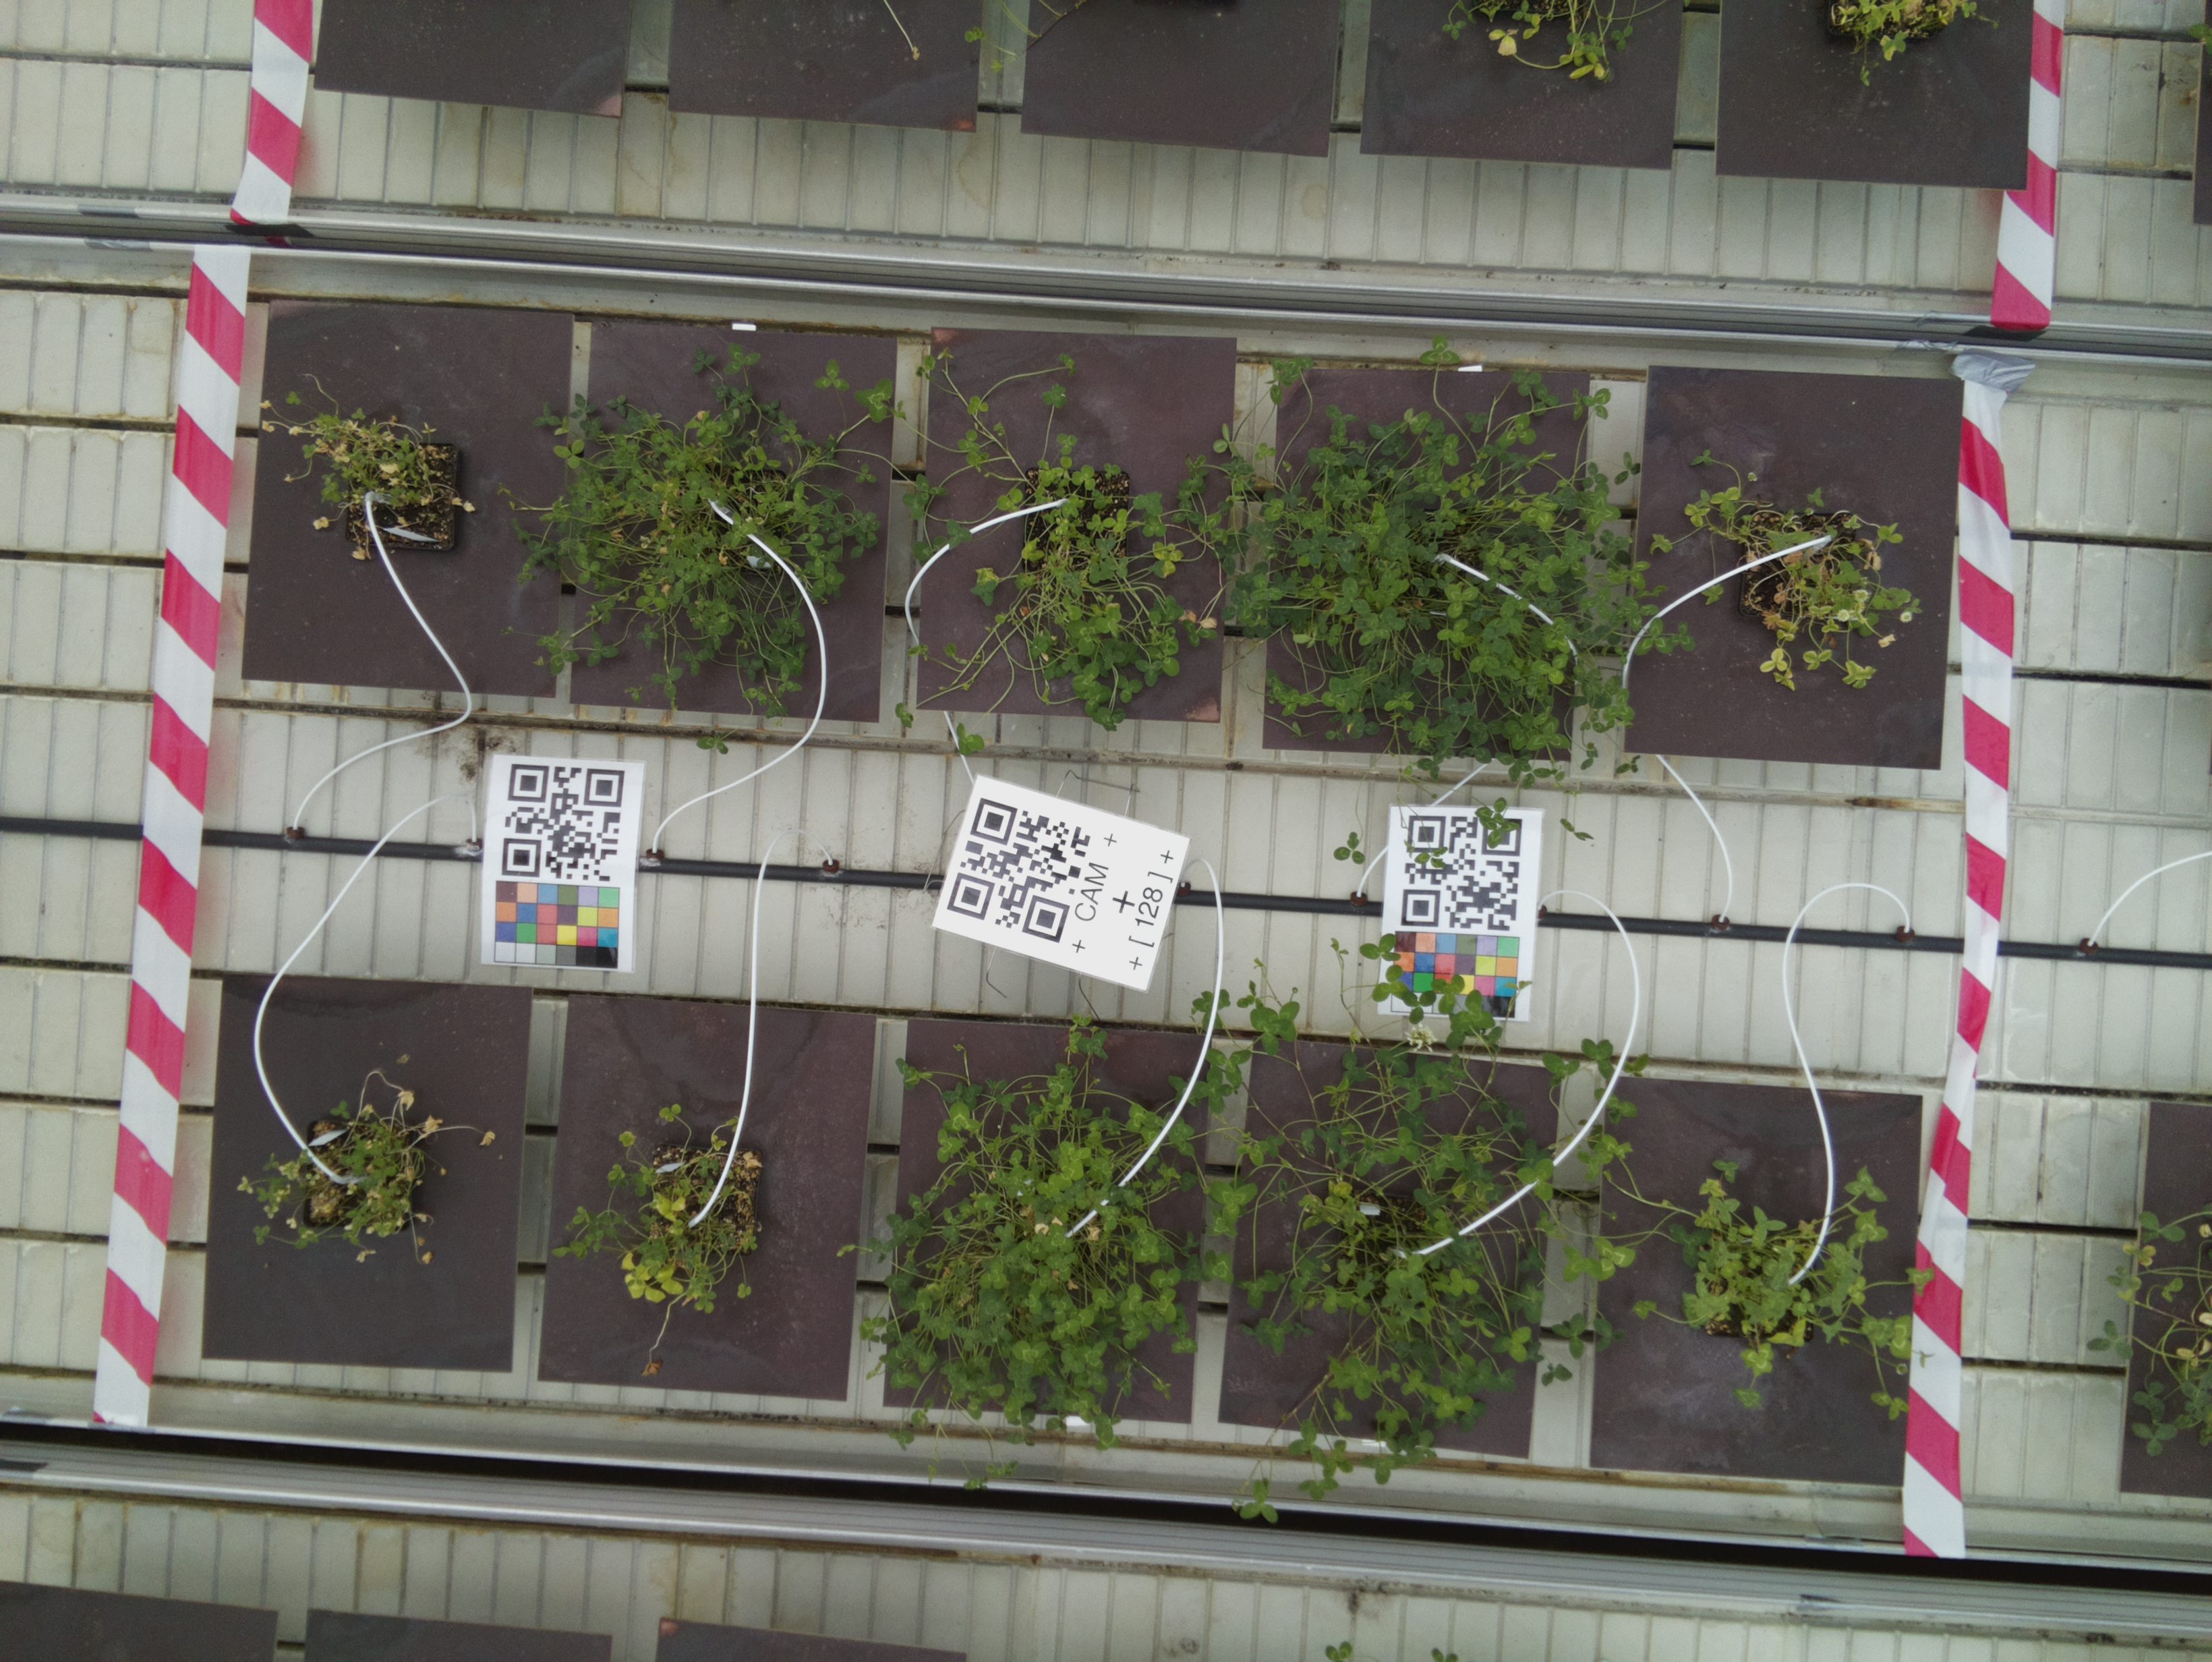 + CAM +
+
+ [ 128 ] +